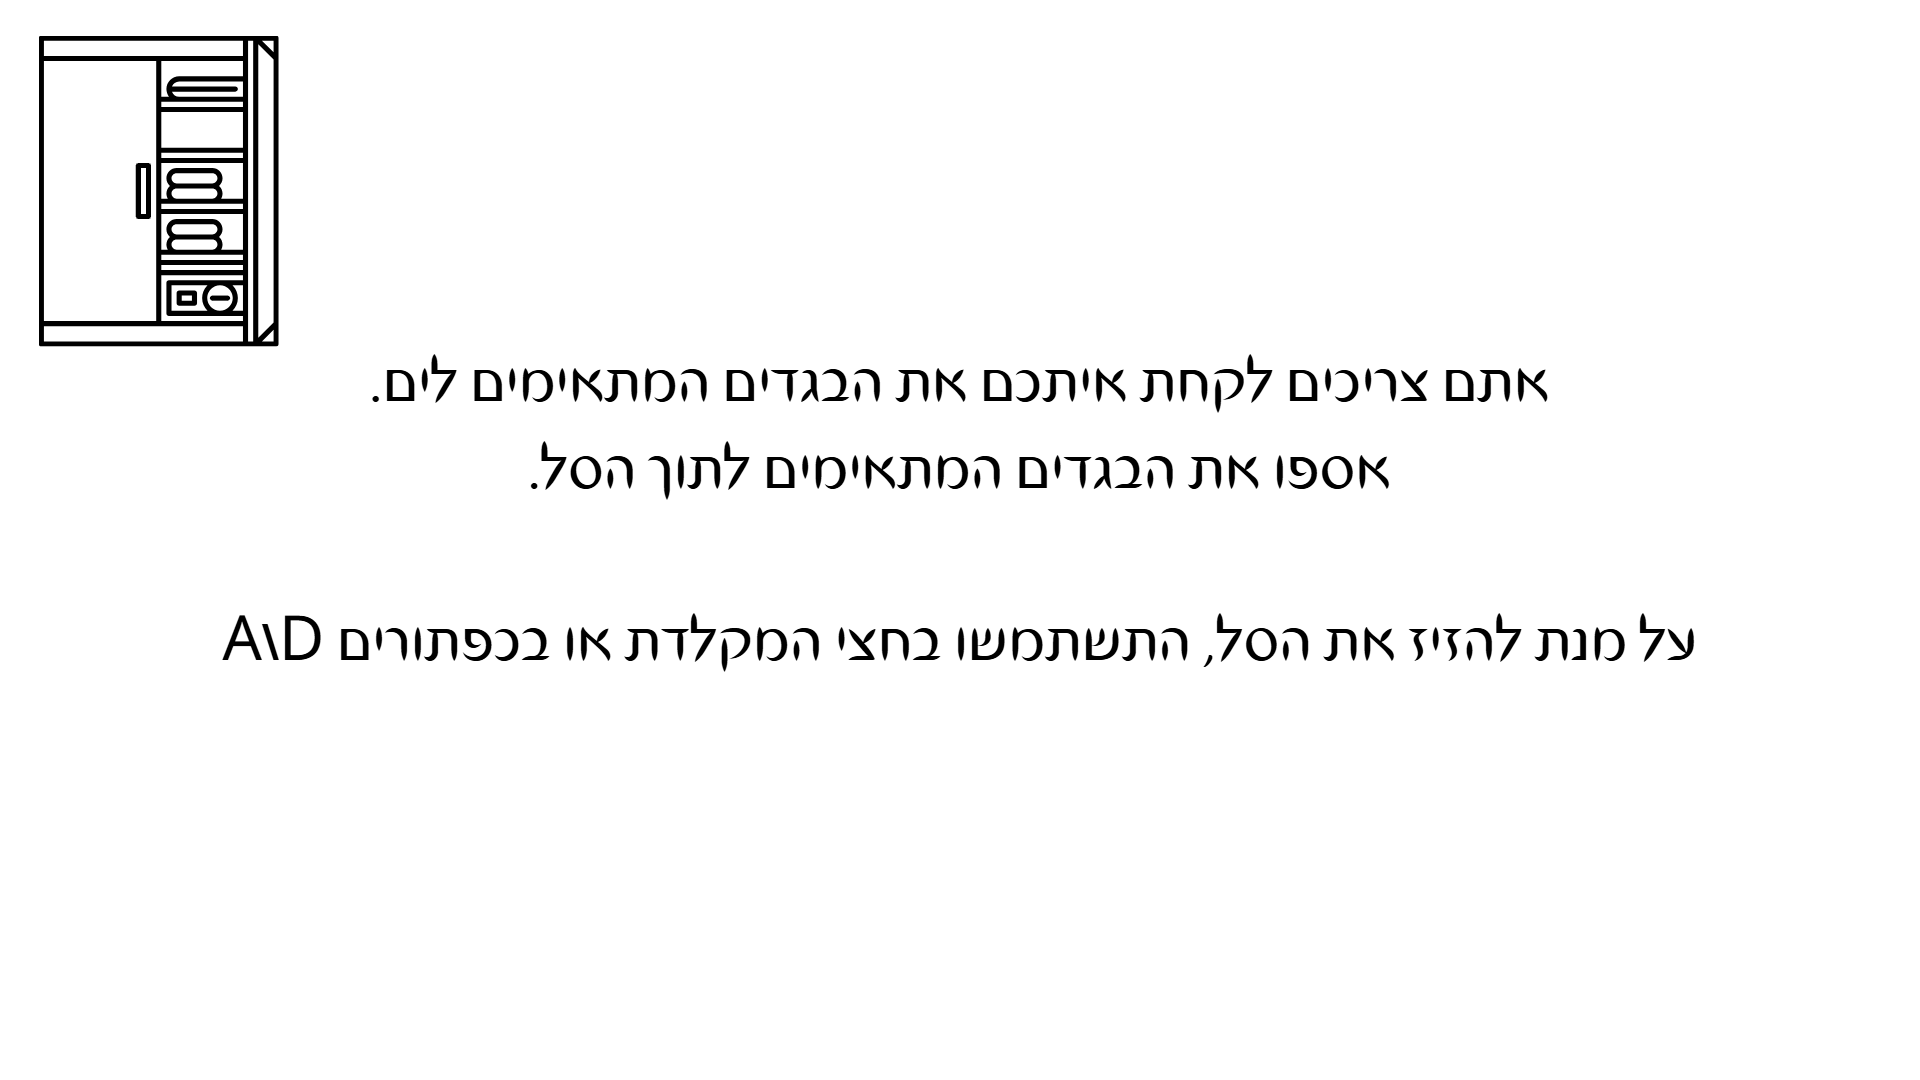 אתם צריכים לקחת איתכם את הבגדים המתאימים לים.
אספו את הבגדים המתאימים לתוך הסל.
על מנת להזיז את הסל, התשתמשו בחצי המקלדת או בכפתורים A\D